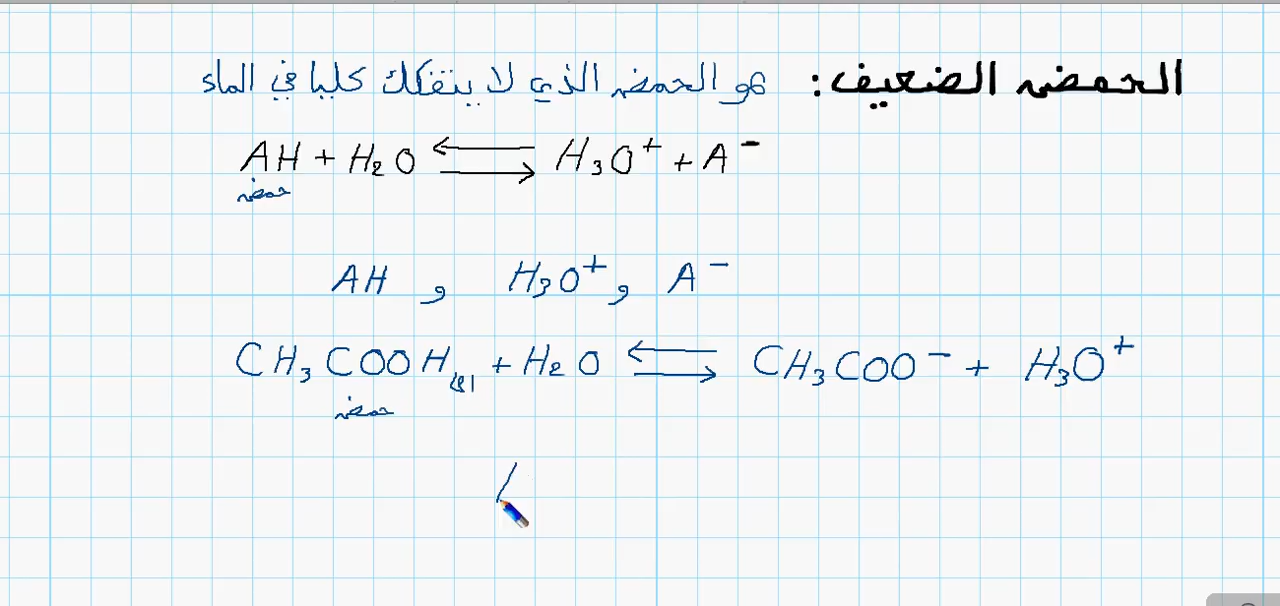 الحمض الضعيف: هو الحمض الذي لا يتفكك كليا في الماء
AH + H₂O ⇌ H₃O⁺ + A⁻
حمض
AH و H₃O⁺ و A⁻
CH₃COOH + H₂O ⇌ CH₃COO⁻ + H₃O⁺
حمض